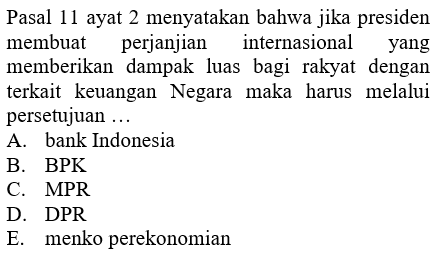 Pasal 11 ayat 2 menyatakan bahwa jika presiden
membuat perjanjian internasional yang
memberikan dampak luas bagi rakyat dengan
terkait keuangan Negara maka harus melalui
persetujuan …
A. bank Indonesia
B. BPK
C. MPR
D. DPR
E. menko perekonomian